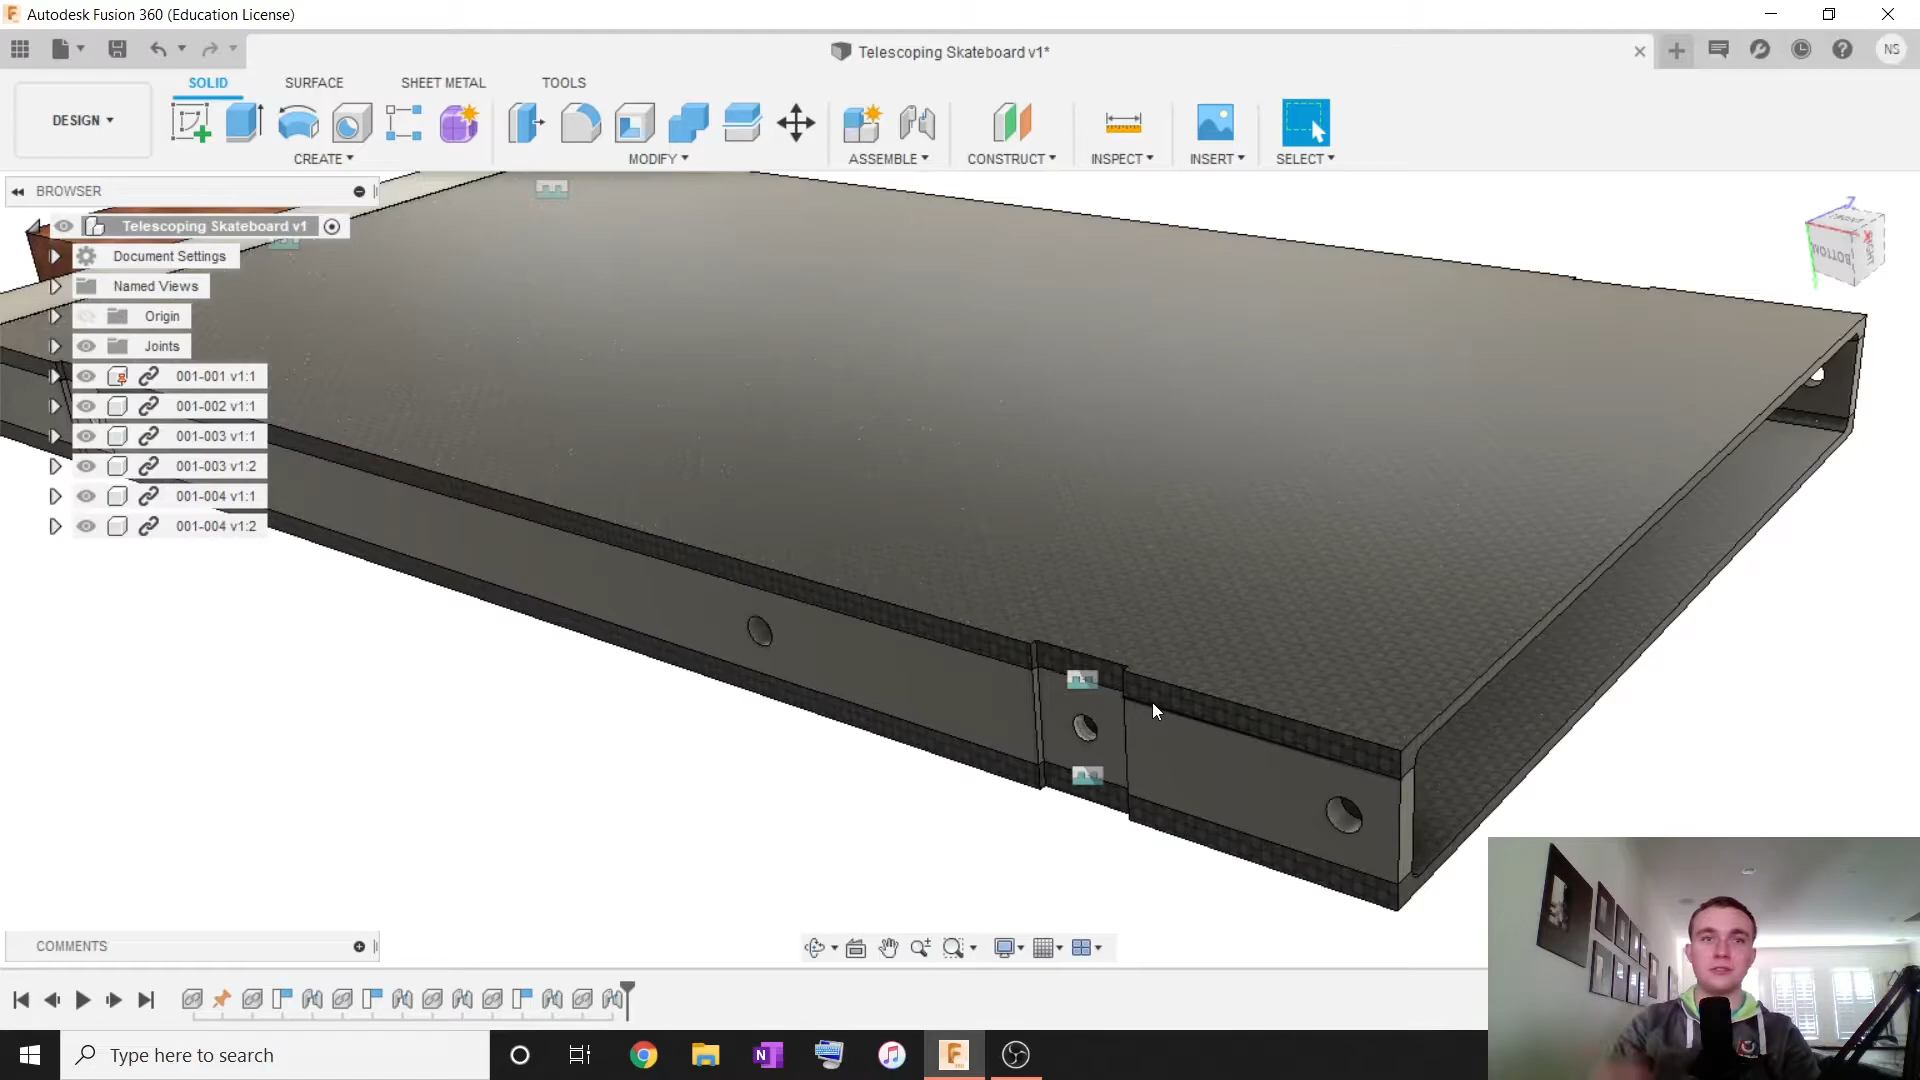 Autodesk Fusion 360 (Education License)
Telescoping Skateboard v1*
NS
SOLID
SURFACE
SHEET METAL
TOOLS
DESIGN
CREATE
MODIFY
ASSEMBLE
CONSTRUCT
INSPECT
INSERT
SELECT
BROWSER
Telescoping Skateboard v1
Document Settings
Named Views
Origin
Joints
001-001 v1:1
001-002 v1:1
001-003 v1:1
001-003 v1:2
001-004 v1:1
001-004 v1:2
Z
BOTTOM
RIGHT
COMMENTS
Type here to search